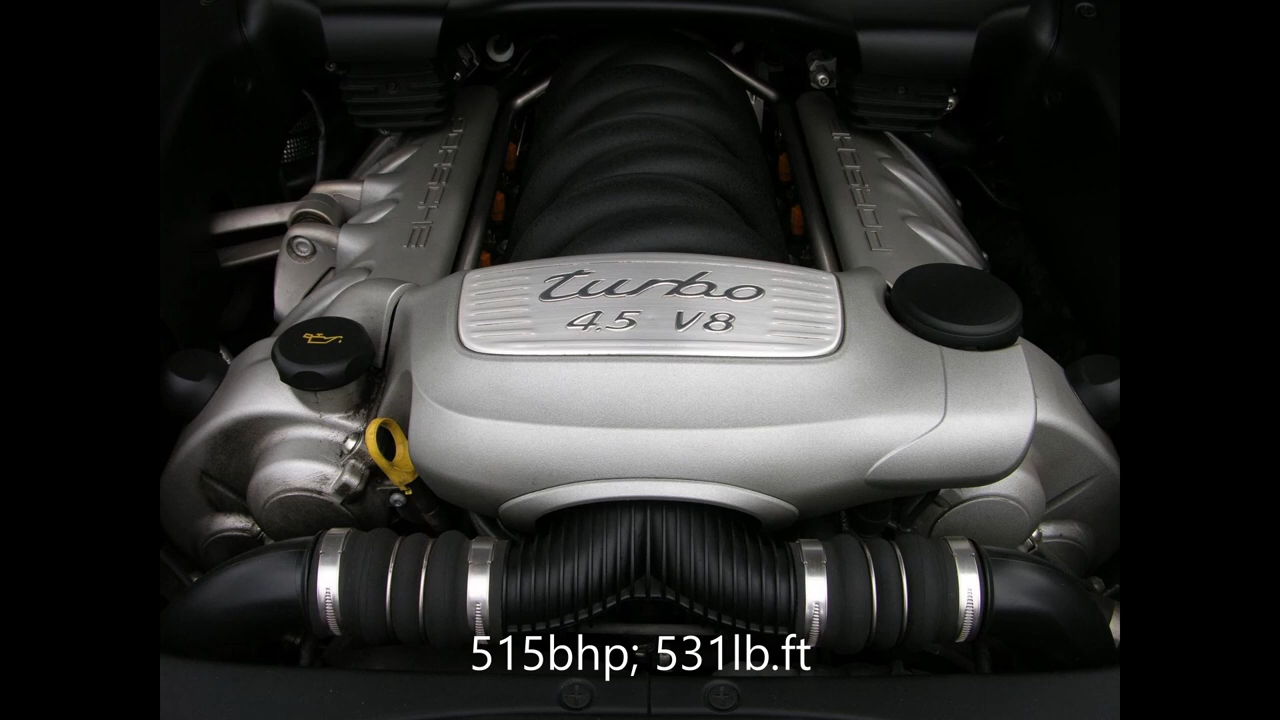 PORSCHE
PORSCHE
turbo
4.5 V8
515bhp; 531lb.ft